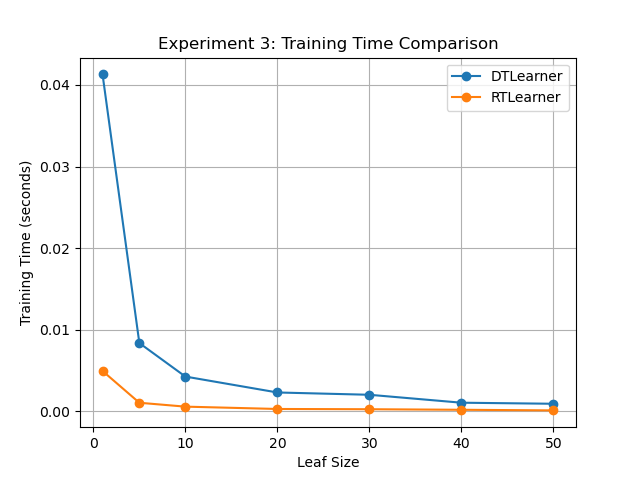 Experiment 3: Training Time Comparison
DTLearner
RTLearner
0.04
0.03
0.02
0.01
0.00
Training Time (seconds)
0 10 20 30 40 50
Leaf Size